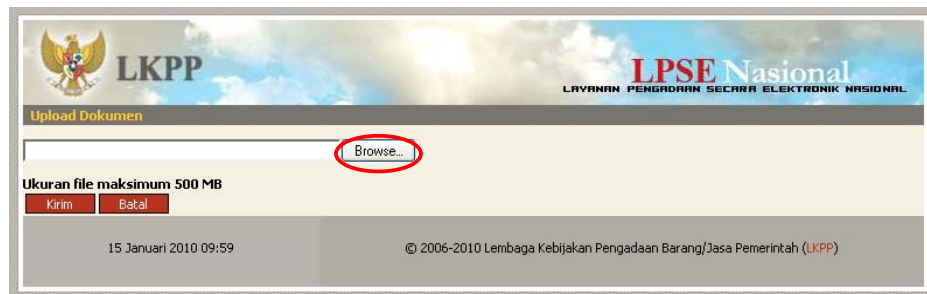 LKPP
LPSE Nasional
LAYANAN PENGADAAN SECARA ELEKTRONIK NASIONAL
Upload Dokumen
Browse...
Ukuran file maksimum 500 MB
Kirim Batal
15 Januari 2010 09:59 © 2006-2010 Lembaga Kebijakan Pengadaan Barang/Jasa Pemerintah (LKPP)